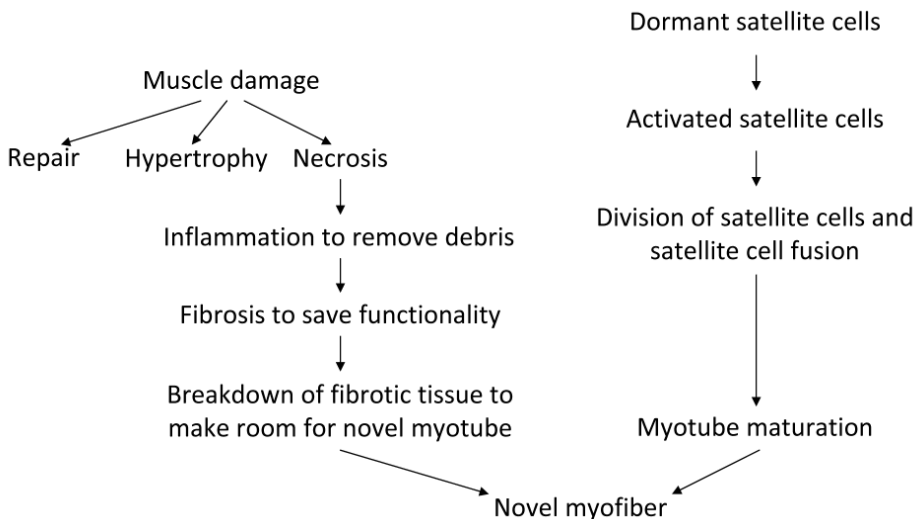 Dormant satellite cells
Muscle damage
Activated satellite cells
Repair
Hypertrophy
Necrosis
Division of satellite cells and
satellite cell fusion
Inflammation to remove debris
Fibrosis to save functionality
Breakdown of fibrotic tissue to
make room for novel myotube
Myotube maturation
Novel myofiber